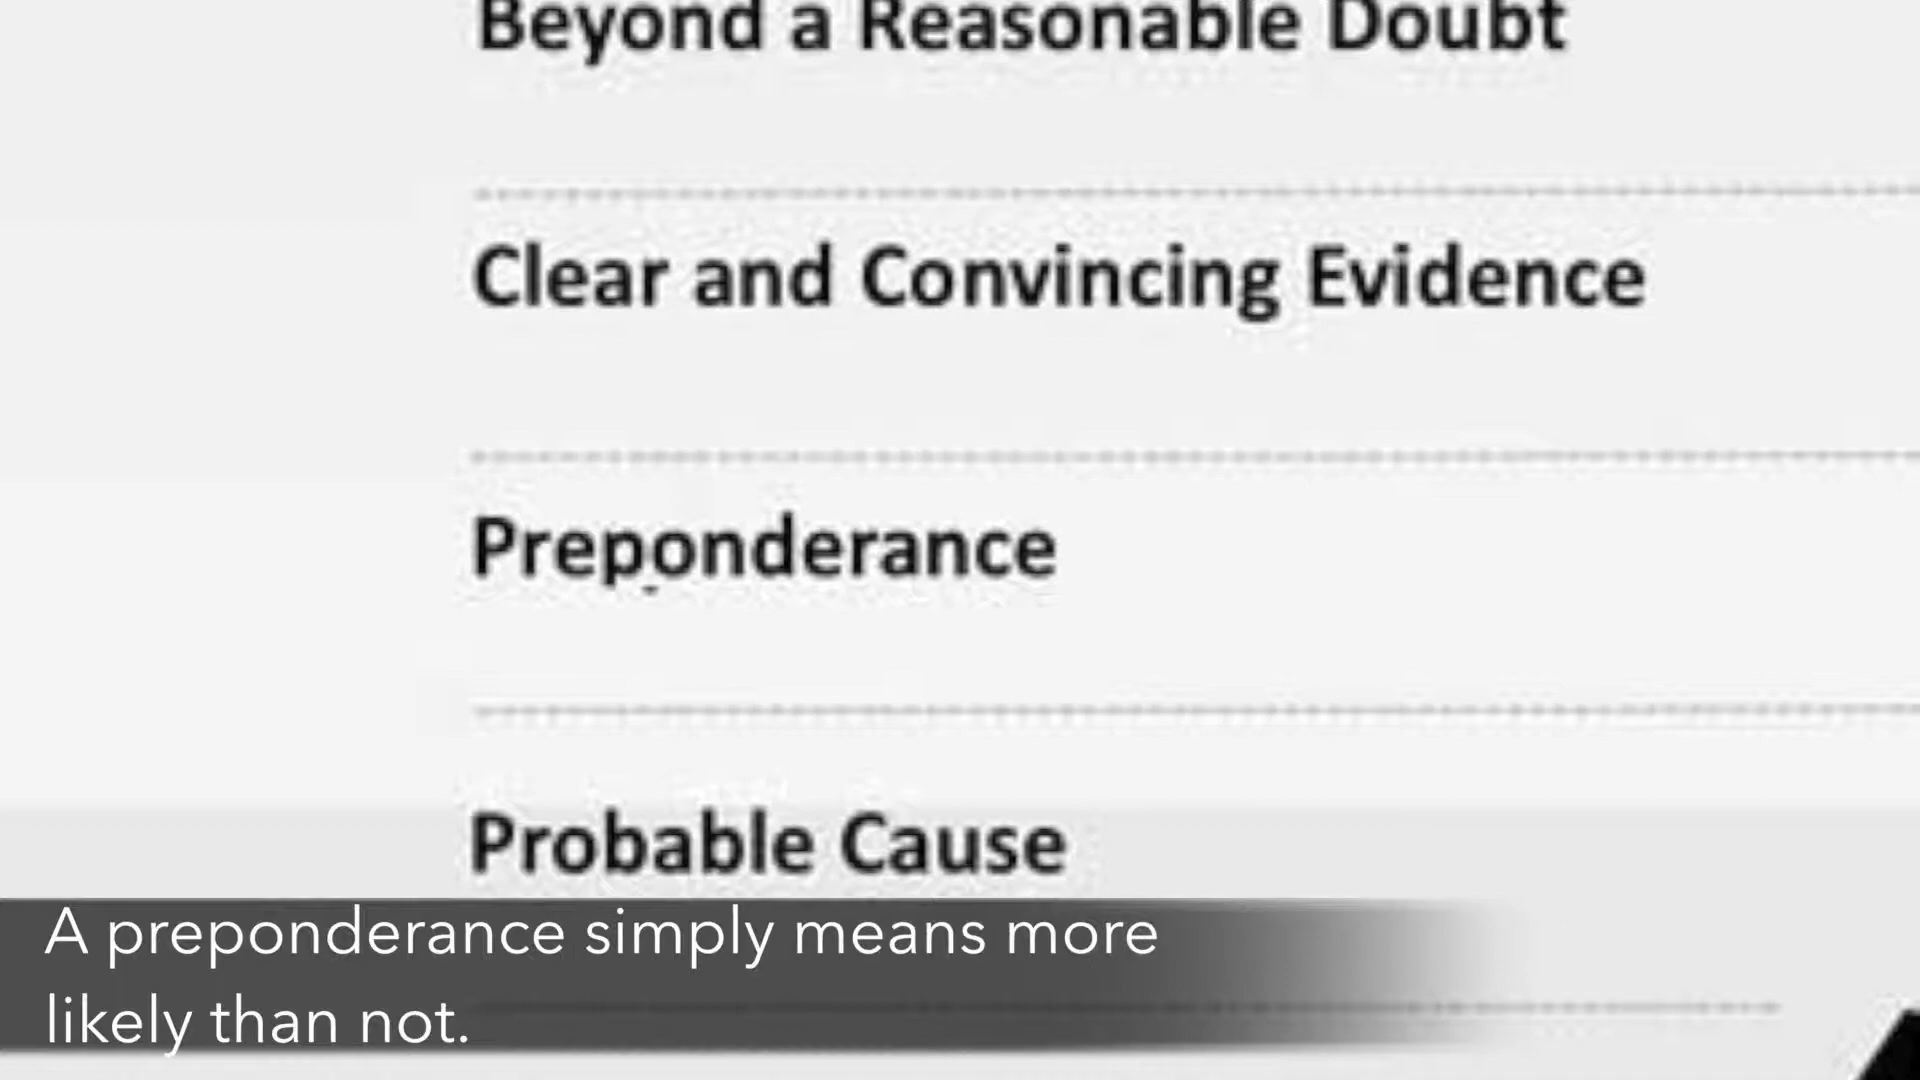 Beyond a Reasonable Doubt
Clear and Convincing Evidence
Preponderance
Probable Cause
A preponderance simply means more
likely than not.